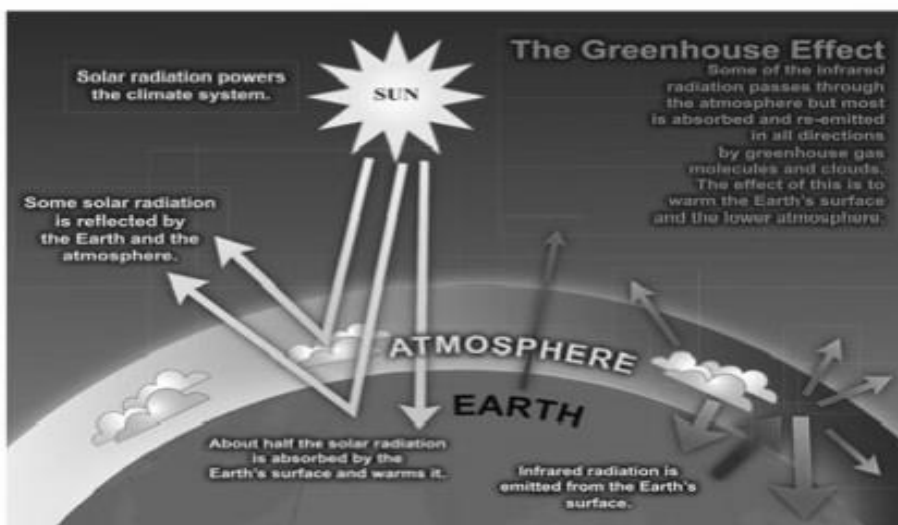 The Greenhouse Effect
Some of the infrared
radiation passes through
the atmosphere but most
is absorbed and re-emitted
in all directions
by greenhouse gas
molecules and clouds.
The effect of this is to
warm the Earth's surface
and the lower atmosphere.
Solar radiation powers
the climate system.
SUN
Some solar radiation
is reflected by
the Earth and the
atmosphere.
ATMOSPHERE
EARTH
About half the solar radiation
is absorbed by the
Earth's surface and warms it.
Infrared radiation is
emitted from the Earth's
surface.